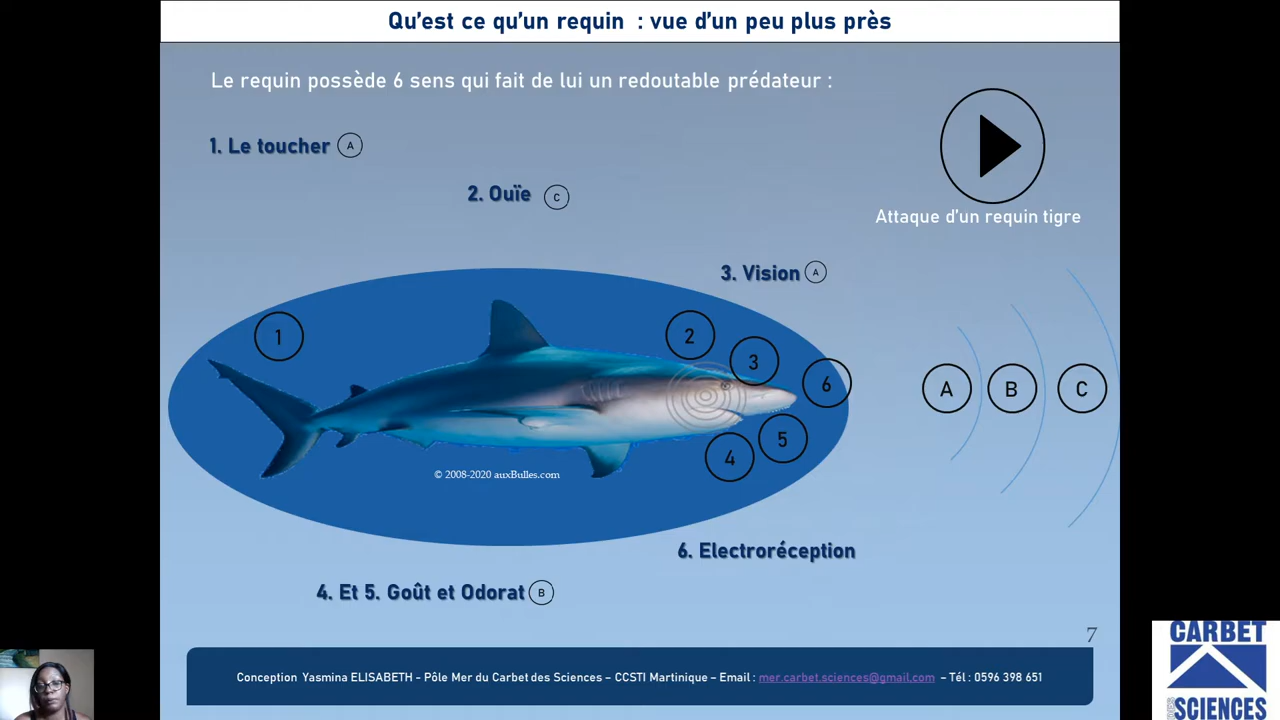 Qu'est ce qu'un requin : vue d'un peu plus près
Le requin possède 6 sens qui fait de lui un redoutable prédateur :
1. Le toucher A
2. Ouïe C
Attaque d'un requin tigre
3. Vision A
1
2
3
6
A B C
5
4
© 2008-2020 auxBulles.com
6. Electroréception
4. Et 5. Goût et Odorat B
7
Conception Yasmina ELISABETH - Pôle Mer du Carbet des Sciences – CCSTI Martinique – Email : mer.carbet.sciences@gmail.com – Tél : 0596 398 651
CARBET
DES SCIENCES